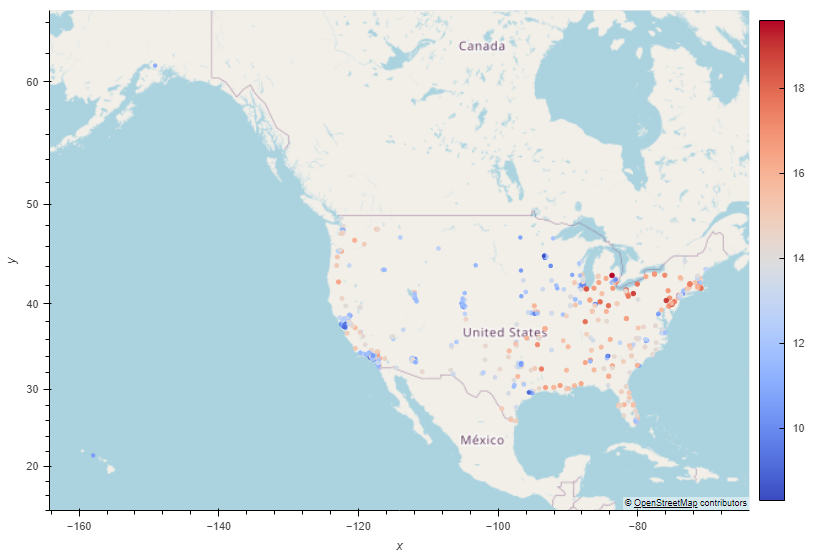 Canada
United States
México
© OpenStreetMap contributors
60
50
40
30
20
y
−160
−140
−120
−100
−80
x
18
16
14
12
10